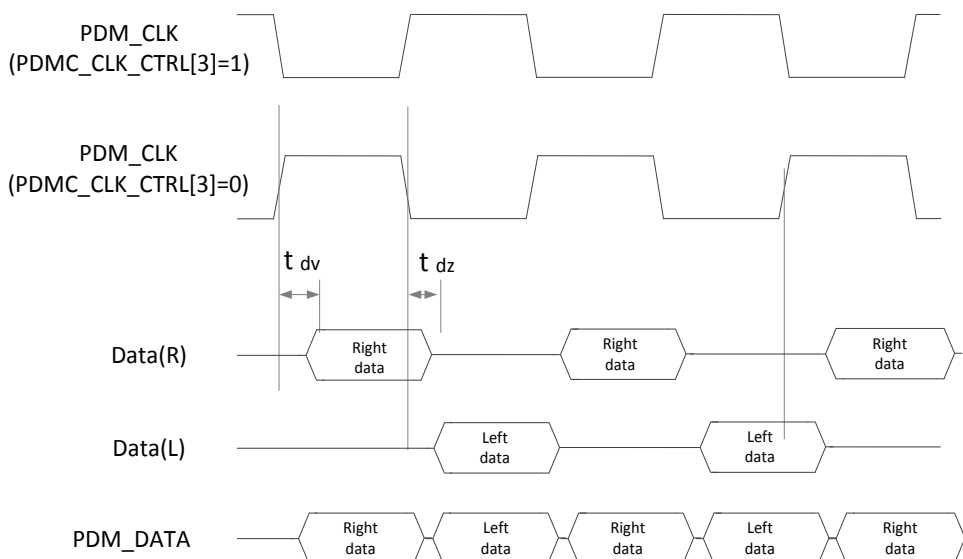 PDM_CLK
(PDMC_CLK_CTRL[3]=1)
PDM_CLK
(PDMC_CLK_CTRL[3]=0)
t dv
t dz
Data(R)
Right
data
Right
data
Right
data
Data(L)
Left
data
Left
data
PDM_DATA
Right
data
Left
data
Right
data
Left
data
Right
data